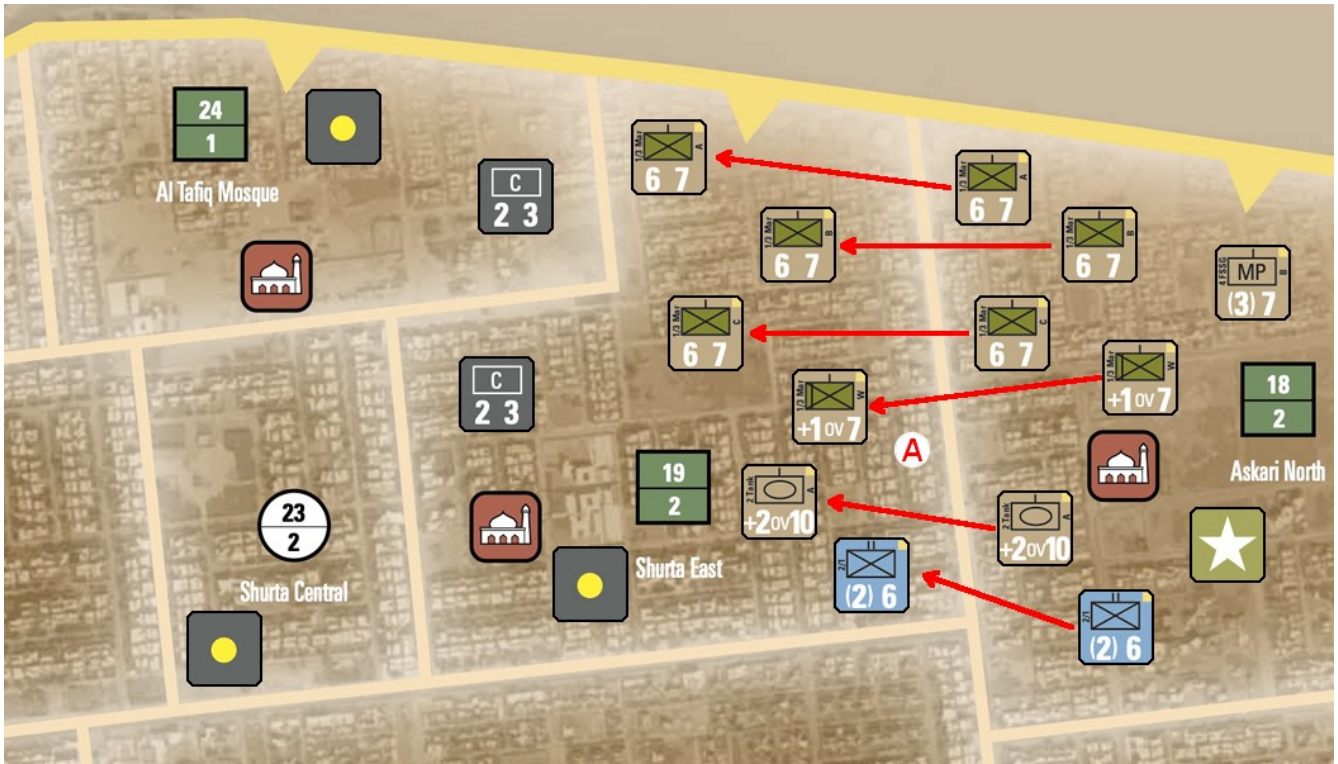 24
1
Al Tafiq Mosque
C
2 3
1/3 Mar
A
6 7
1/3 Mar
A
6 7
1/3 Mar
B
6 7
1/3 Mar
B
6 7
4 FSSG
MP
B
(3) 7
1/3 Mar
C
6 7
1/3 Mar
C
6 7
C
2 3
1/3 Mar
W
+1 OV 7
1/3 Mar
W
+1 OV 7
18
2
Askari North
A
19
2
Shurta East
2 Tank
A
+2 OV 10
2 Tank
A
+2 OV 10
23
2
Shurta Central
2/1
(2) 6
2/1
(2) 6